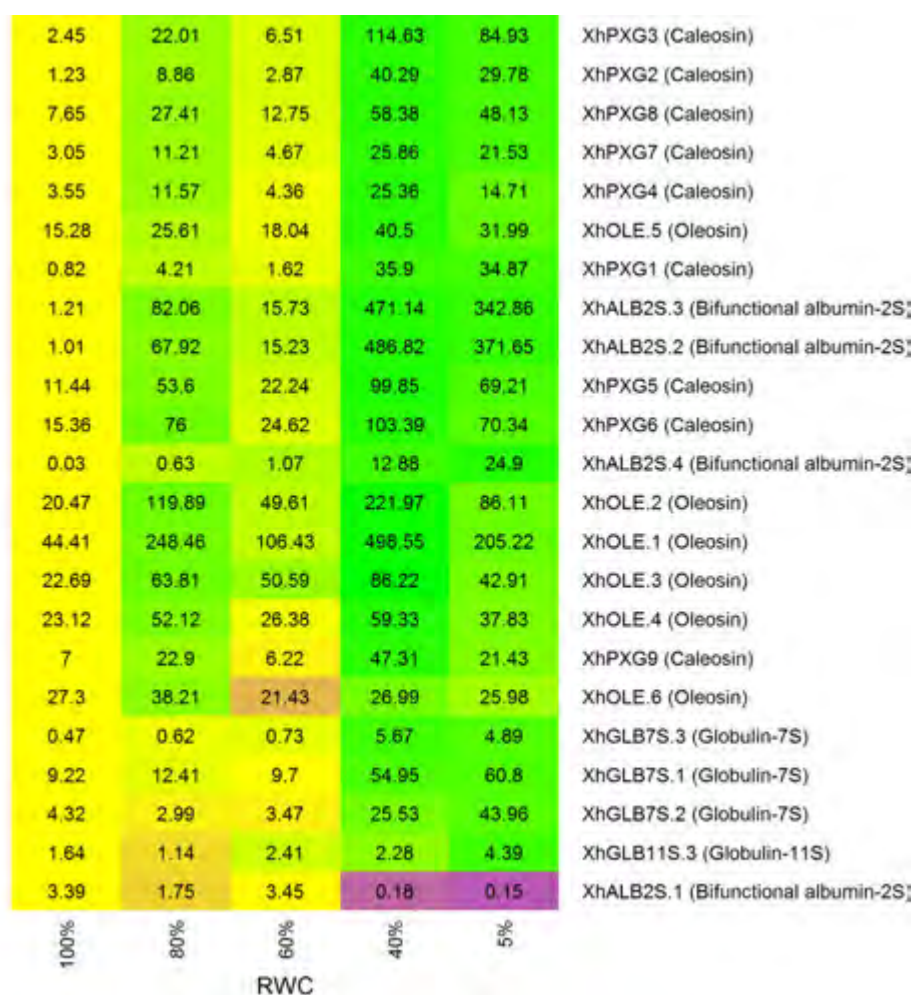 2.45 22.01 6.51 114.63 84.93 XhPXG3 (Caleosin)
1.23 8.86 2.87 40.29 29.78 XhPXG2 (Caleosin)
7.65 27.41 12.75 58.38 48.13 XhPXG8 (Caleosin)
3.05 11.21 4.67 25.86 21.53 XhPXG7 (Caleosin)
3.55 11.57 4.36 25.36 14.71 XhPXG4 (Caleosin)
15.28 25.61 18.04 40.5 31.99 XhOLE.5 (Oleosin)
0.82 4.21 1.62 35.9 34.87 XhPXG1 (Caleosin)
1.21 82.06 15.73 471.14 342.86 XhALB2S.3 (Bifunctional albumin-2S)
1.01 67.92 15.23 486.82 371.65 XhALB2S.2 (Bifunctional albumin-2S)
11.44 53.6 22.24 99.85 69.21 XhPXG5 (Caleosin)
15.36 76 24.62 103.39 70.34 XhPXG6 (Caleosin)
0.03 0.63 1.07 12.88 24.9 XhALB2S.4 (Bifunctional albumin-2S)
20.47 119.89 49.61 221.97 86.11 XhOLE.2 (Oleosin)
44.41 248.46 106.43 498.55 205.22 XhOLE.1 (Oleosin)
22.69 63.81 50.59 86.22 42.91 XhOLE.3 (Oleosin)
23.12 52.12 26.38 59.33 37.83 XhOLE.4 (Oleosin)
7 22.9 6.22 47.31 21.43 XhPXG9 (Caleosin)
27.3 38.21 21.43 26.99 25.98 XhOLE.6 (Oleosin)
0.47 0.62 0.73 5.67 4.89 XhGLB7S.3 (Globulin-7S)
9.22 12.41 9.7 54.95 60.8 XhGLB7S.1 (Globulin-7S)
4.32 2.99 3.47 25.53 43.96 XhGLB7S.2 (Globulin-7S)
1.64 1.14 2.41 2.28 4.39 XhGLB11S.3 (Globulin-11S)
3.39 1.75 3.45 0.18 0.15 XhALB2S.1 (Bifunctional albumin-2S)
100% 80% 60% 40% 5%
RWC